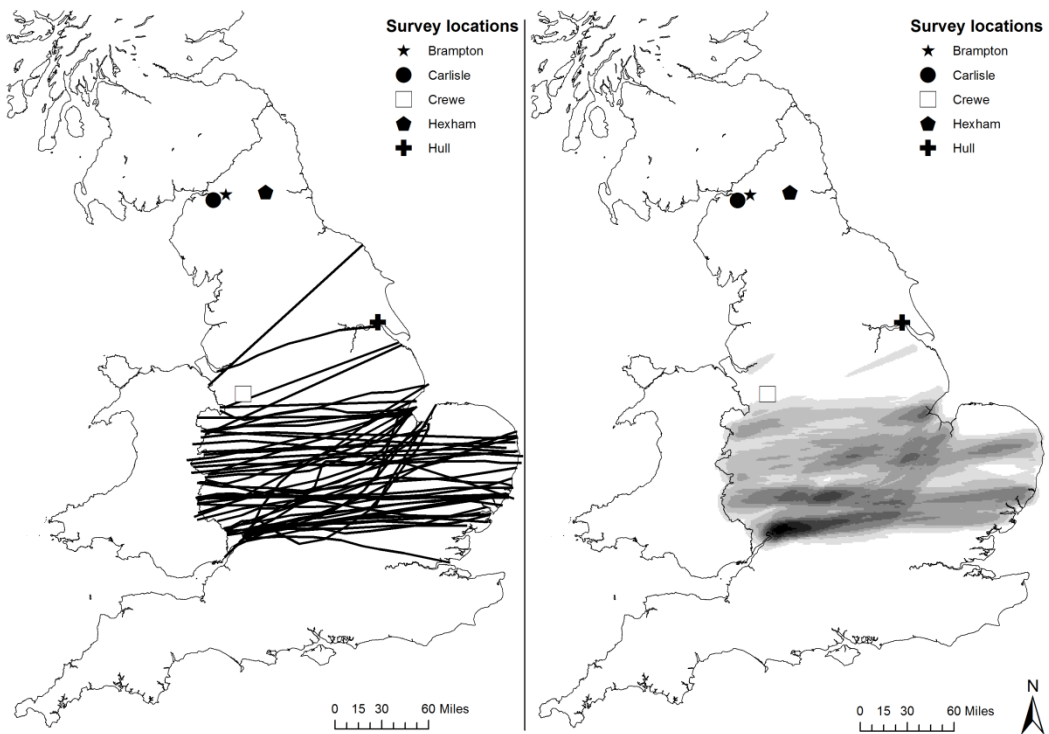 Survey locations
Brampton
Carlisle
Crewe
Hexham
Hull
0 15 30 60 Miles
Survey locations
Brampton
Carlisle
Crewe
Hexham
Hull
N
0 15 30 60 Miles